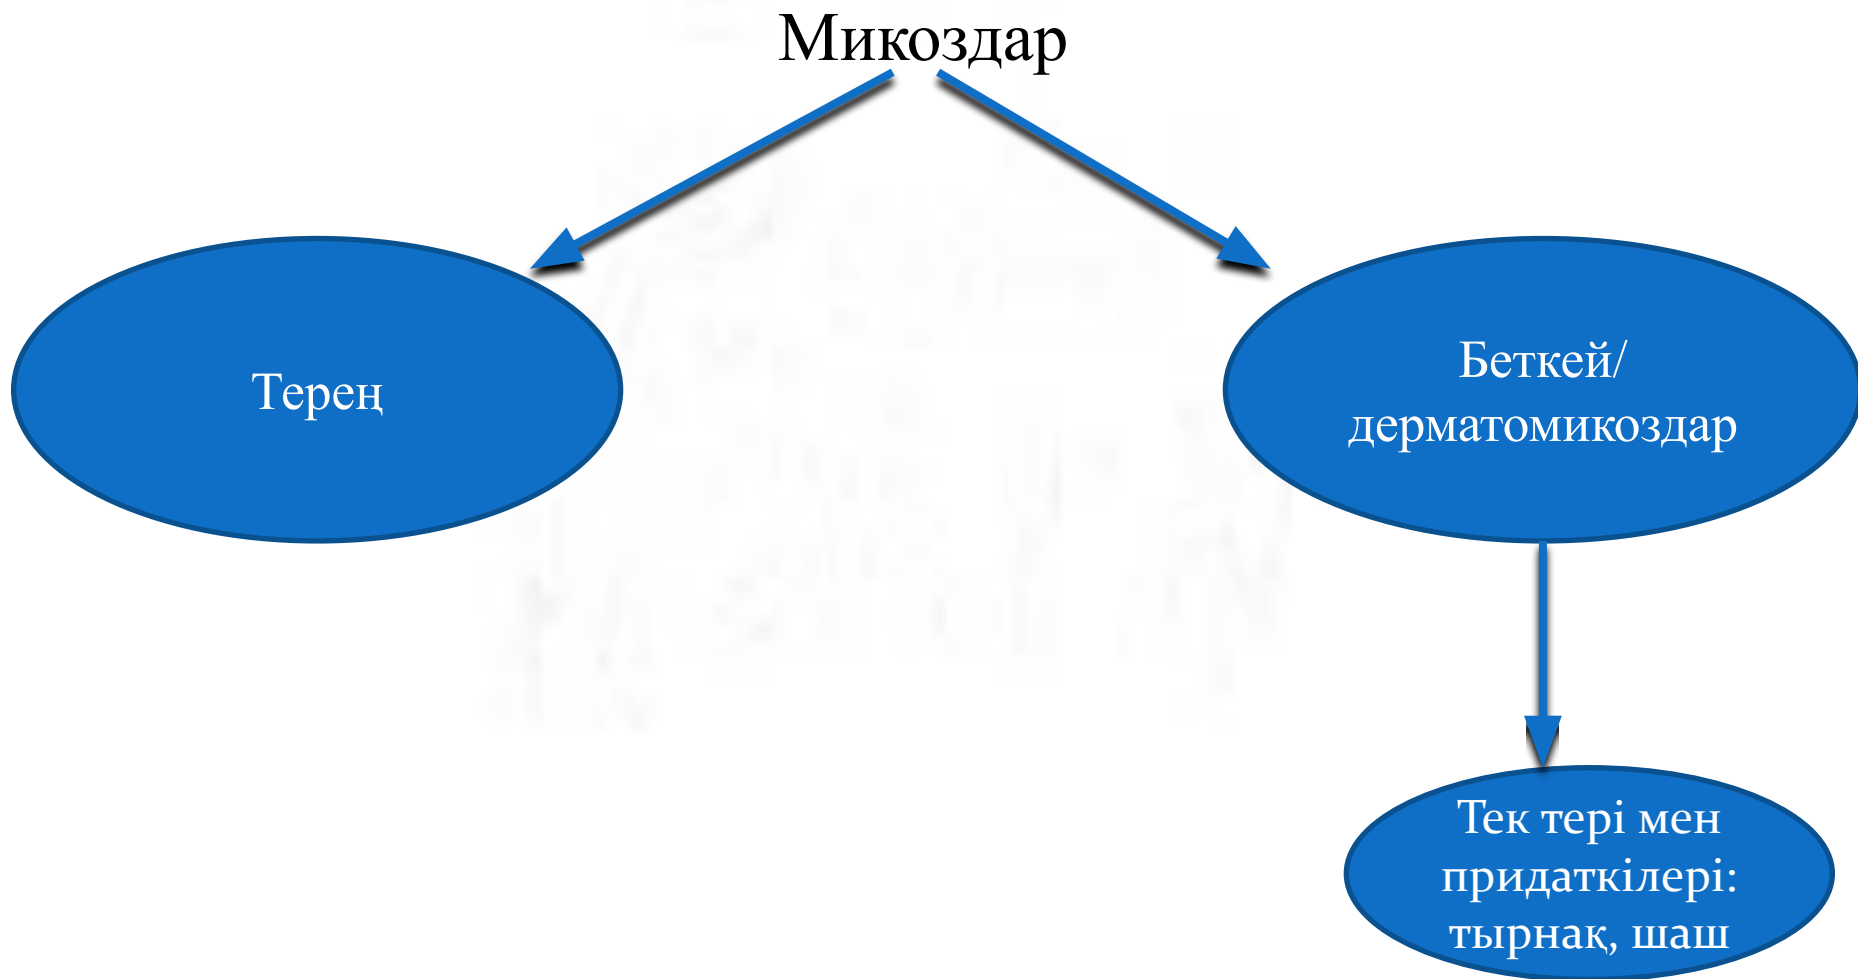 Микоздар
Терең
Беткей/
дерматомикоздар
Тек тері мен
придаткілері:
тырнақ, шаш